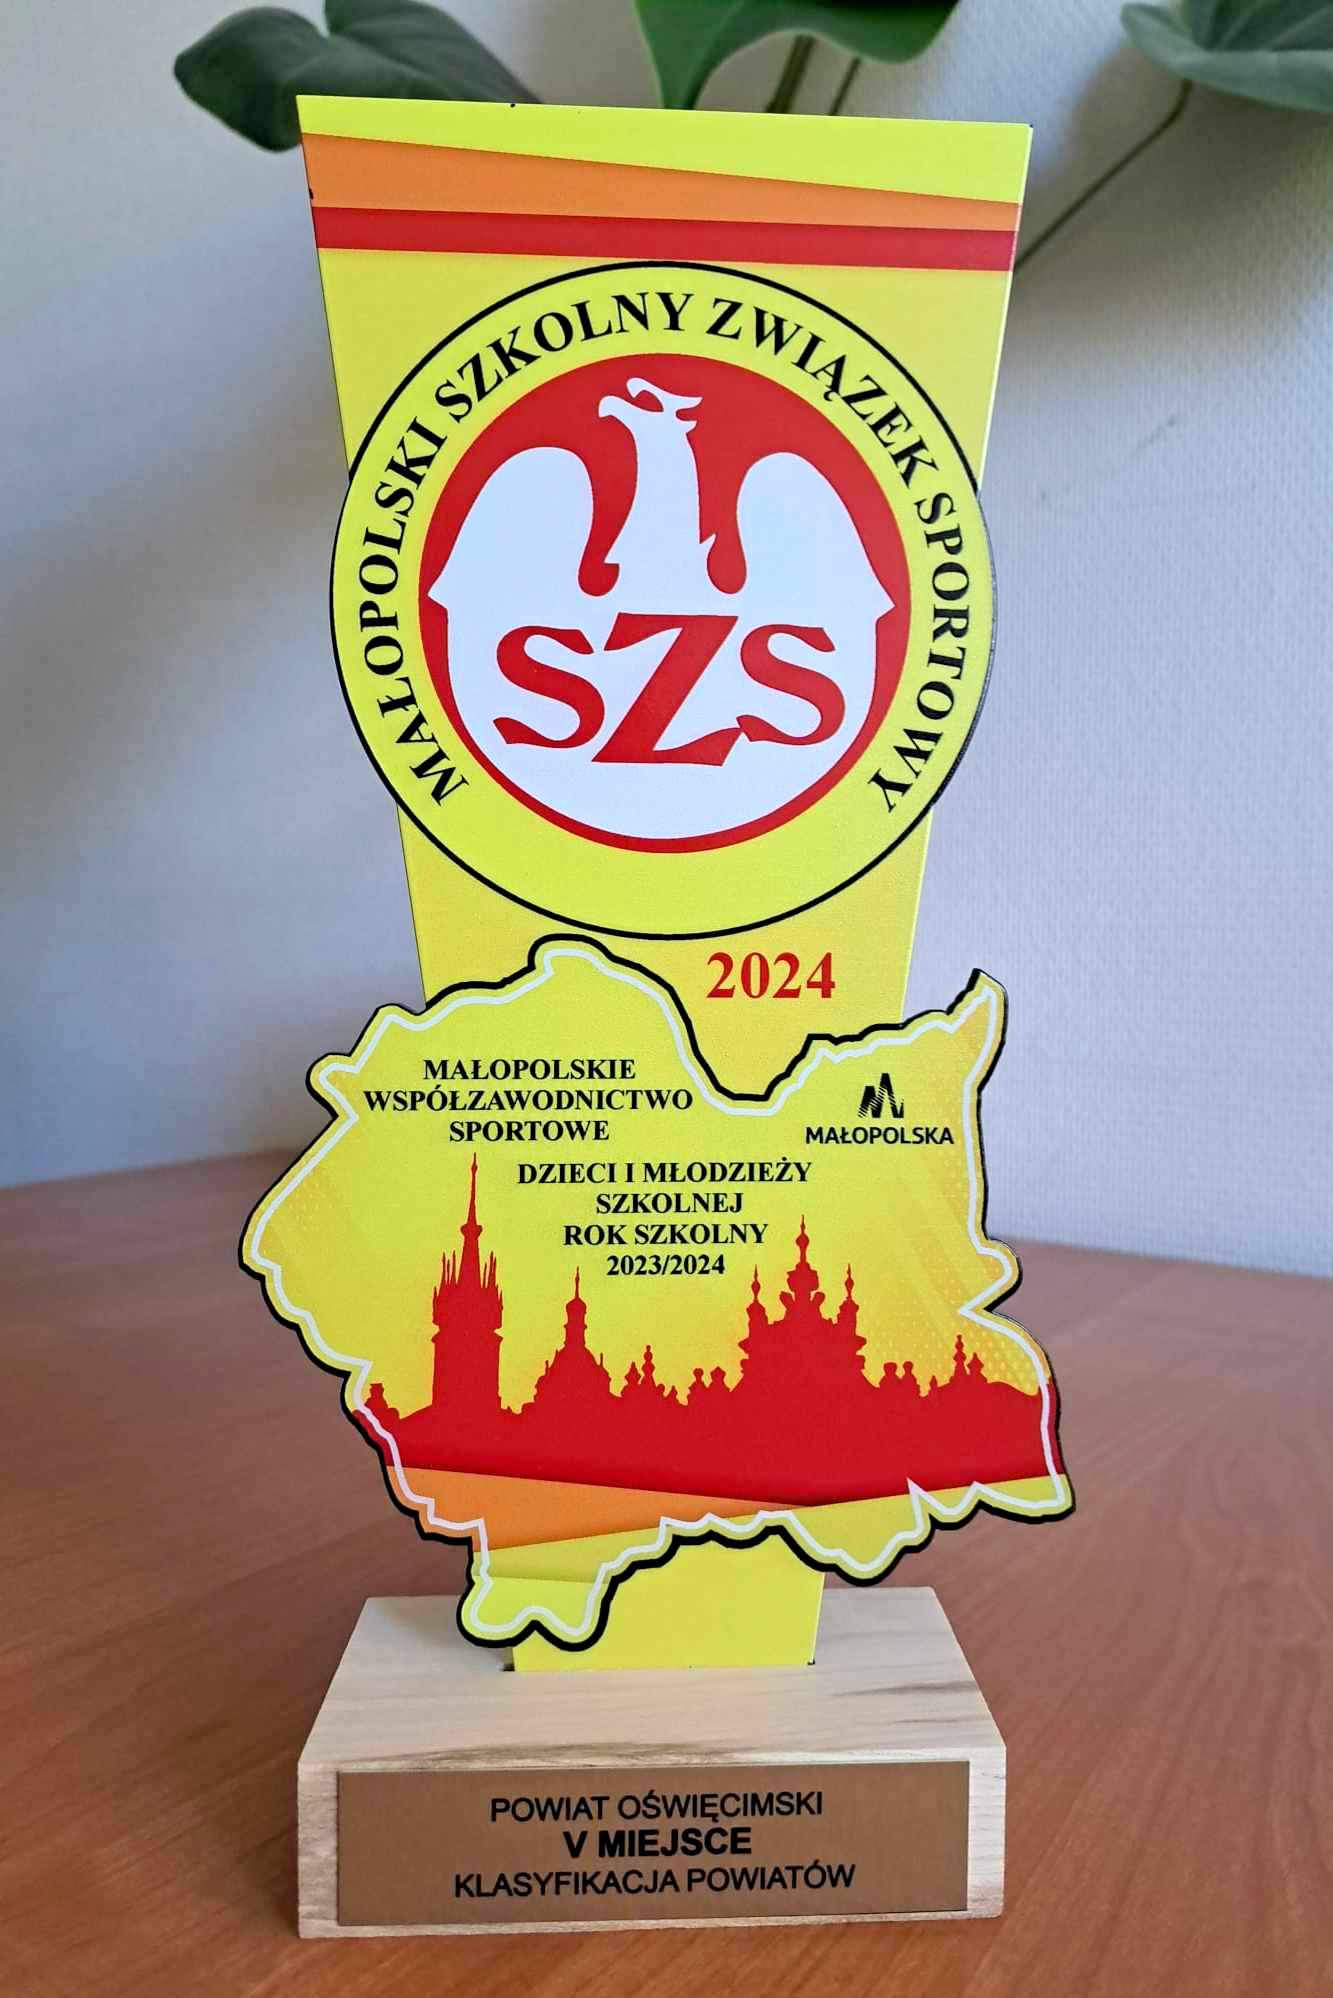 MAŁOPOLSKI SZKOLNY ZWIĄZEK SPORTOWY
SZS
2024
MAŁOPOLSKIE
WSPÓŁZAWODNICTWO
SPORTOWE
MAŁOPOLSKA
DZIECI I MŁODZIEŻY
SZKOLNEJ
ROK SZKOLNY
2023/2024
POWIAT OŚWIĘCIMSKI
V MIEJSCE
KLASYFIKACJA POWIATÓW